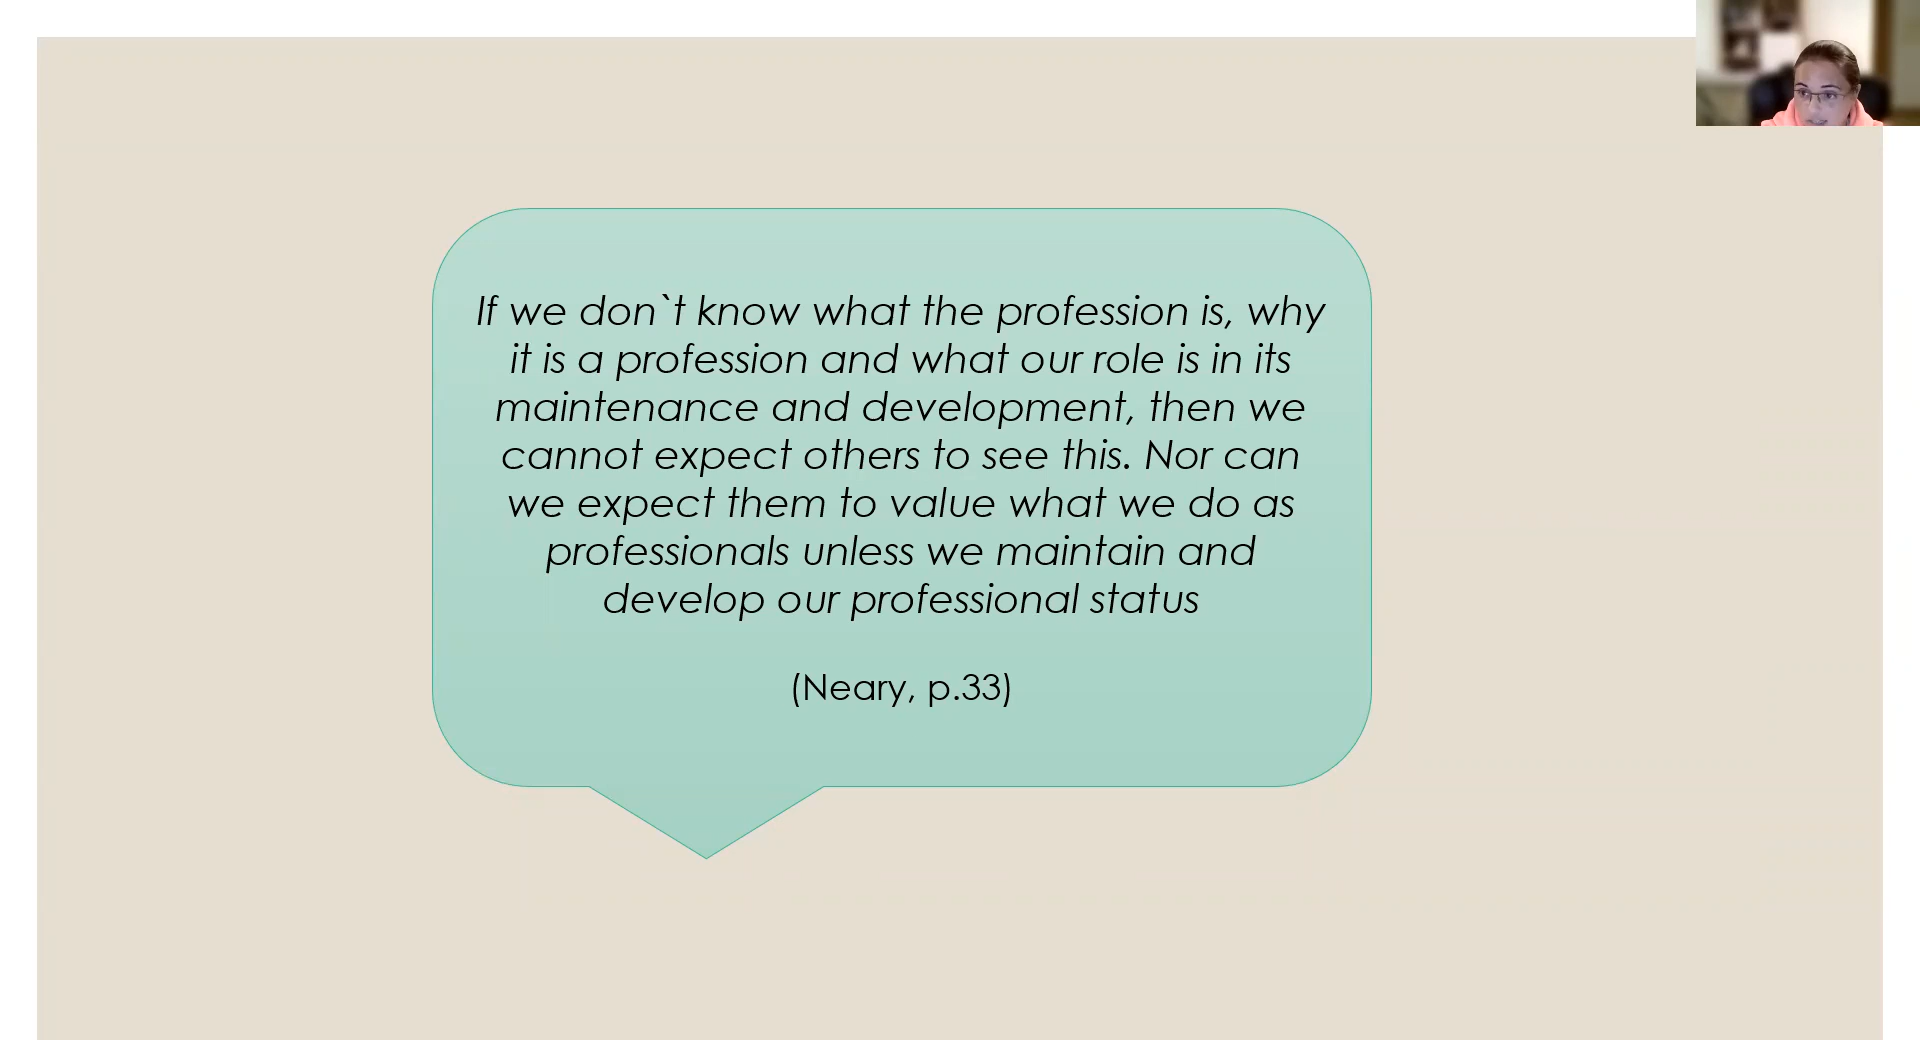 If we don`t know what the profession is, why
it is a profession and what our role is in its
maintenance and development, then we
cannot expect others to see this. Nor can
we expect them to value what we do as
professionals unless we maintain and
develop our professional status
(Neary, p.33)